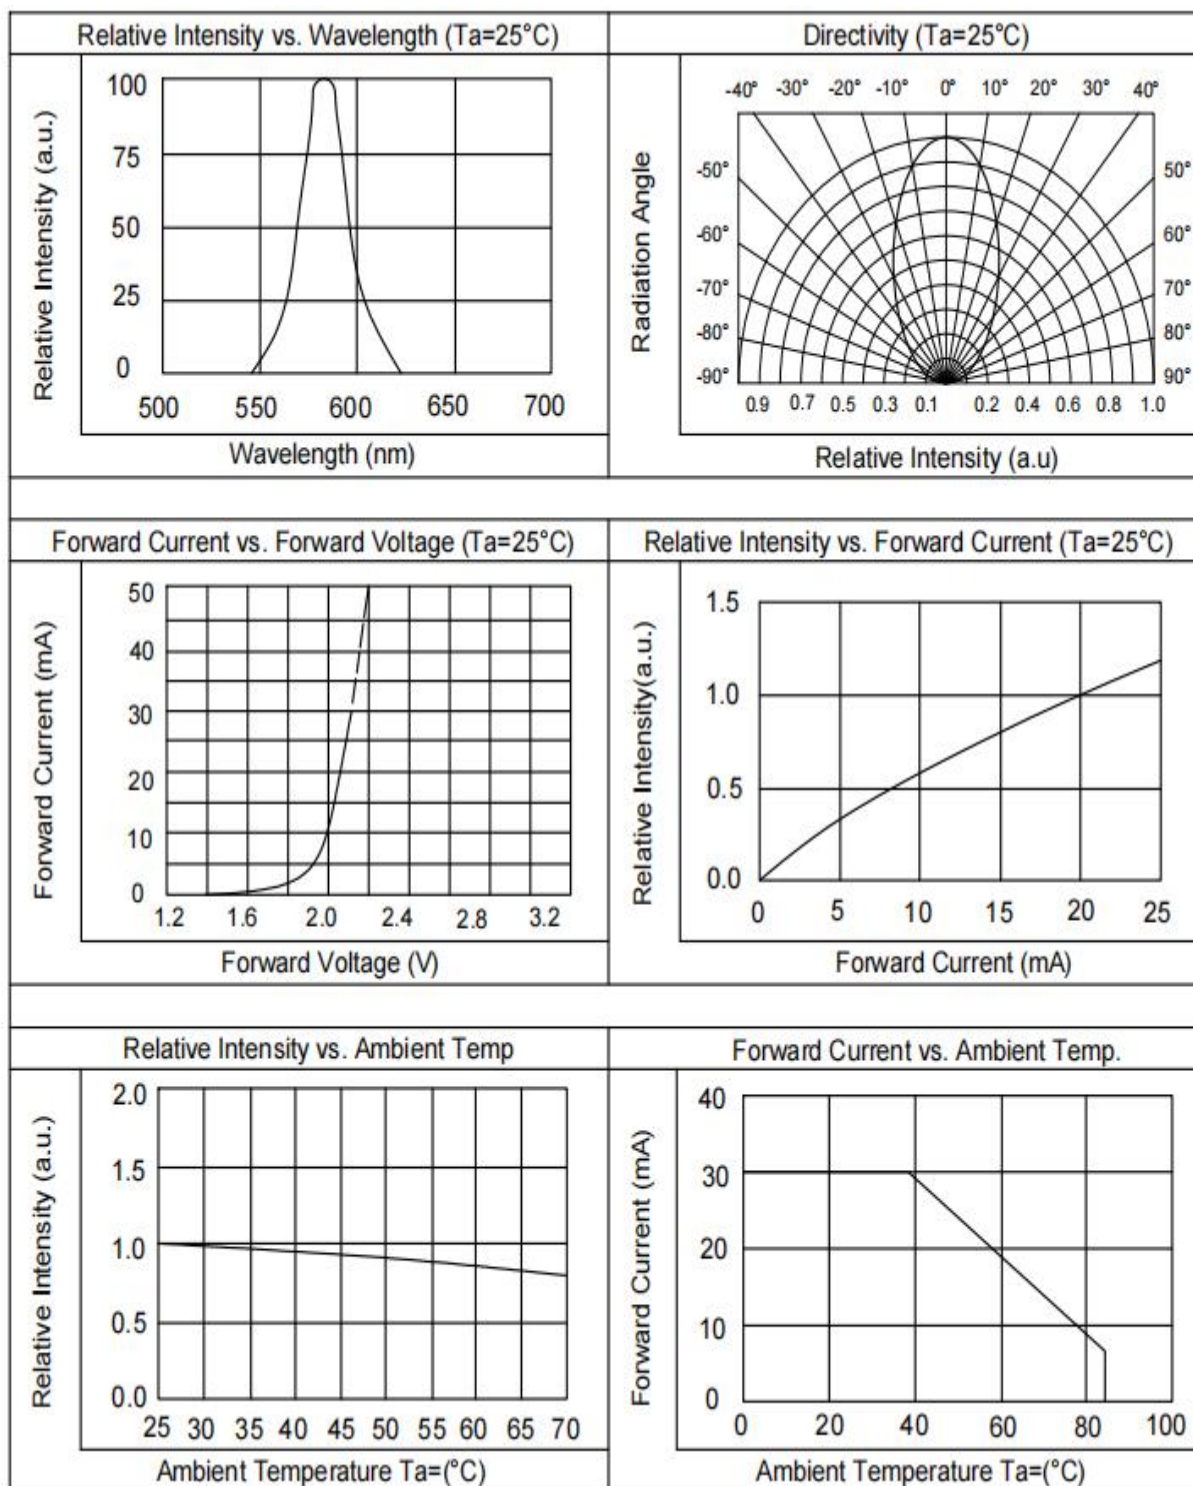 Relative Intensity vs. Wavelength (Ta=25°C)
Relative Intensity (a.u.)
100
75
50
25
0
500 550 600 650 700
Wavelength (nm)
Directivity (Ta=25°C)
Radiation Angle
-40° -30° -20° -10° 0° 10° 20° 30° 40°
-50° 50°
-60° 60°
-70° 70°
-80° 80°
-90° 90°
0.9 0.7 0.5 0.3 0.1 0.2 0.4 0.6 0.8 1.0
Relative Intensity (a.u)
Forward Current vs. Forward Voltage (Ta=25°C)
Forward Current (mA)
50
40
30
20
10
0
1.2 1.6 2.0 2.4 2.8 3.2
Forward Voltage (V)
Relative Intensity vs. Forward Current (Ta=25°C)
Relative Intensity(a.u.)
1.5
1.0
0.5
0.0
0 5 10 15 20 25
Forward Current (mA)
Relative Intensity vs. Ambient Temp
Relative Intensity (a.u.)
2.0
1.5
1.0
0.5
0.0
25 30 35 40 45 50 55 60 65 70
Ambient Temperature Ta=(°C)
Forward Current vs. Ambient Temp.
Forward Current (mA)
40
30
20
10
0
0 20 40 60 80 100
Ambient Temperature Ta=(°C)